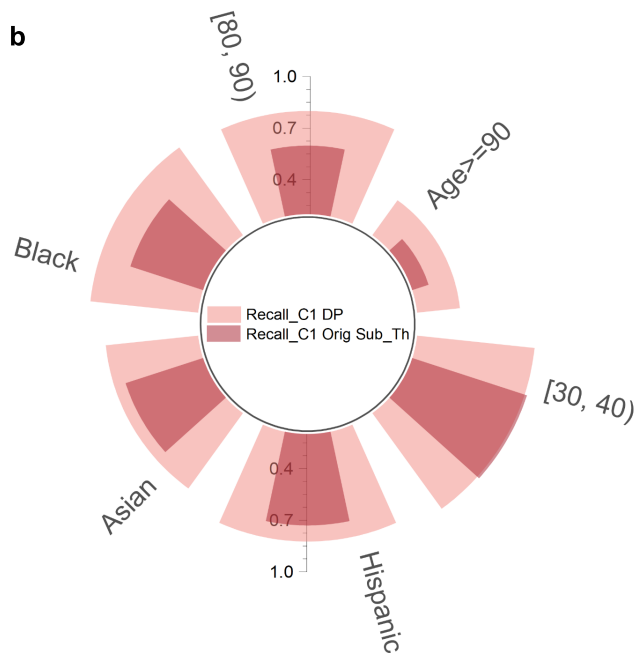 b
[80, 90)
1.0
0.7
0.4
Age>=90
Black
Recall_C1 DP
Recall_C1 Orig Sub_Th
[30, 40)
Asian
0.4
0.7
1.0
Hispanic